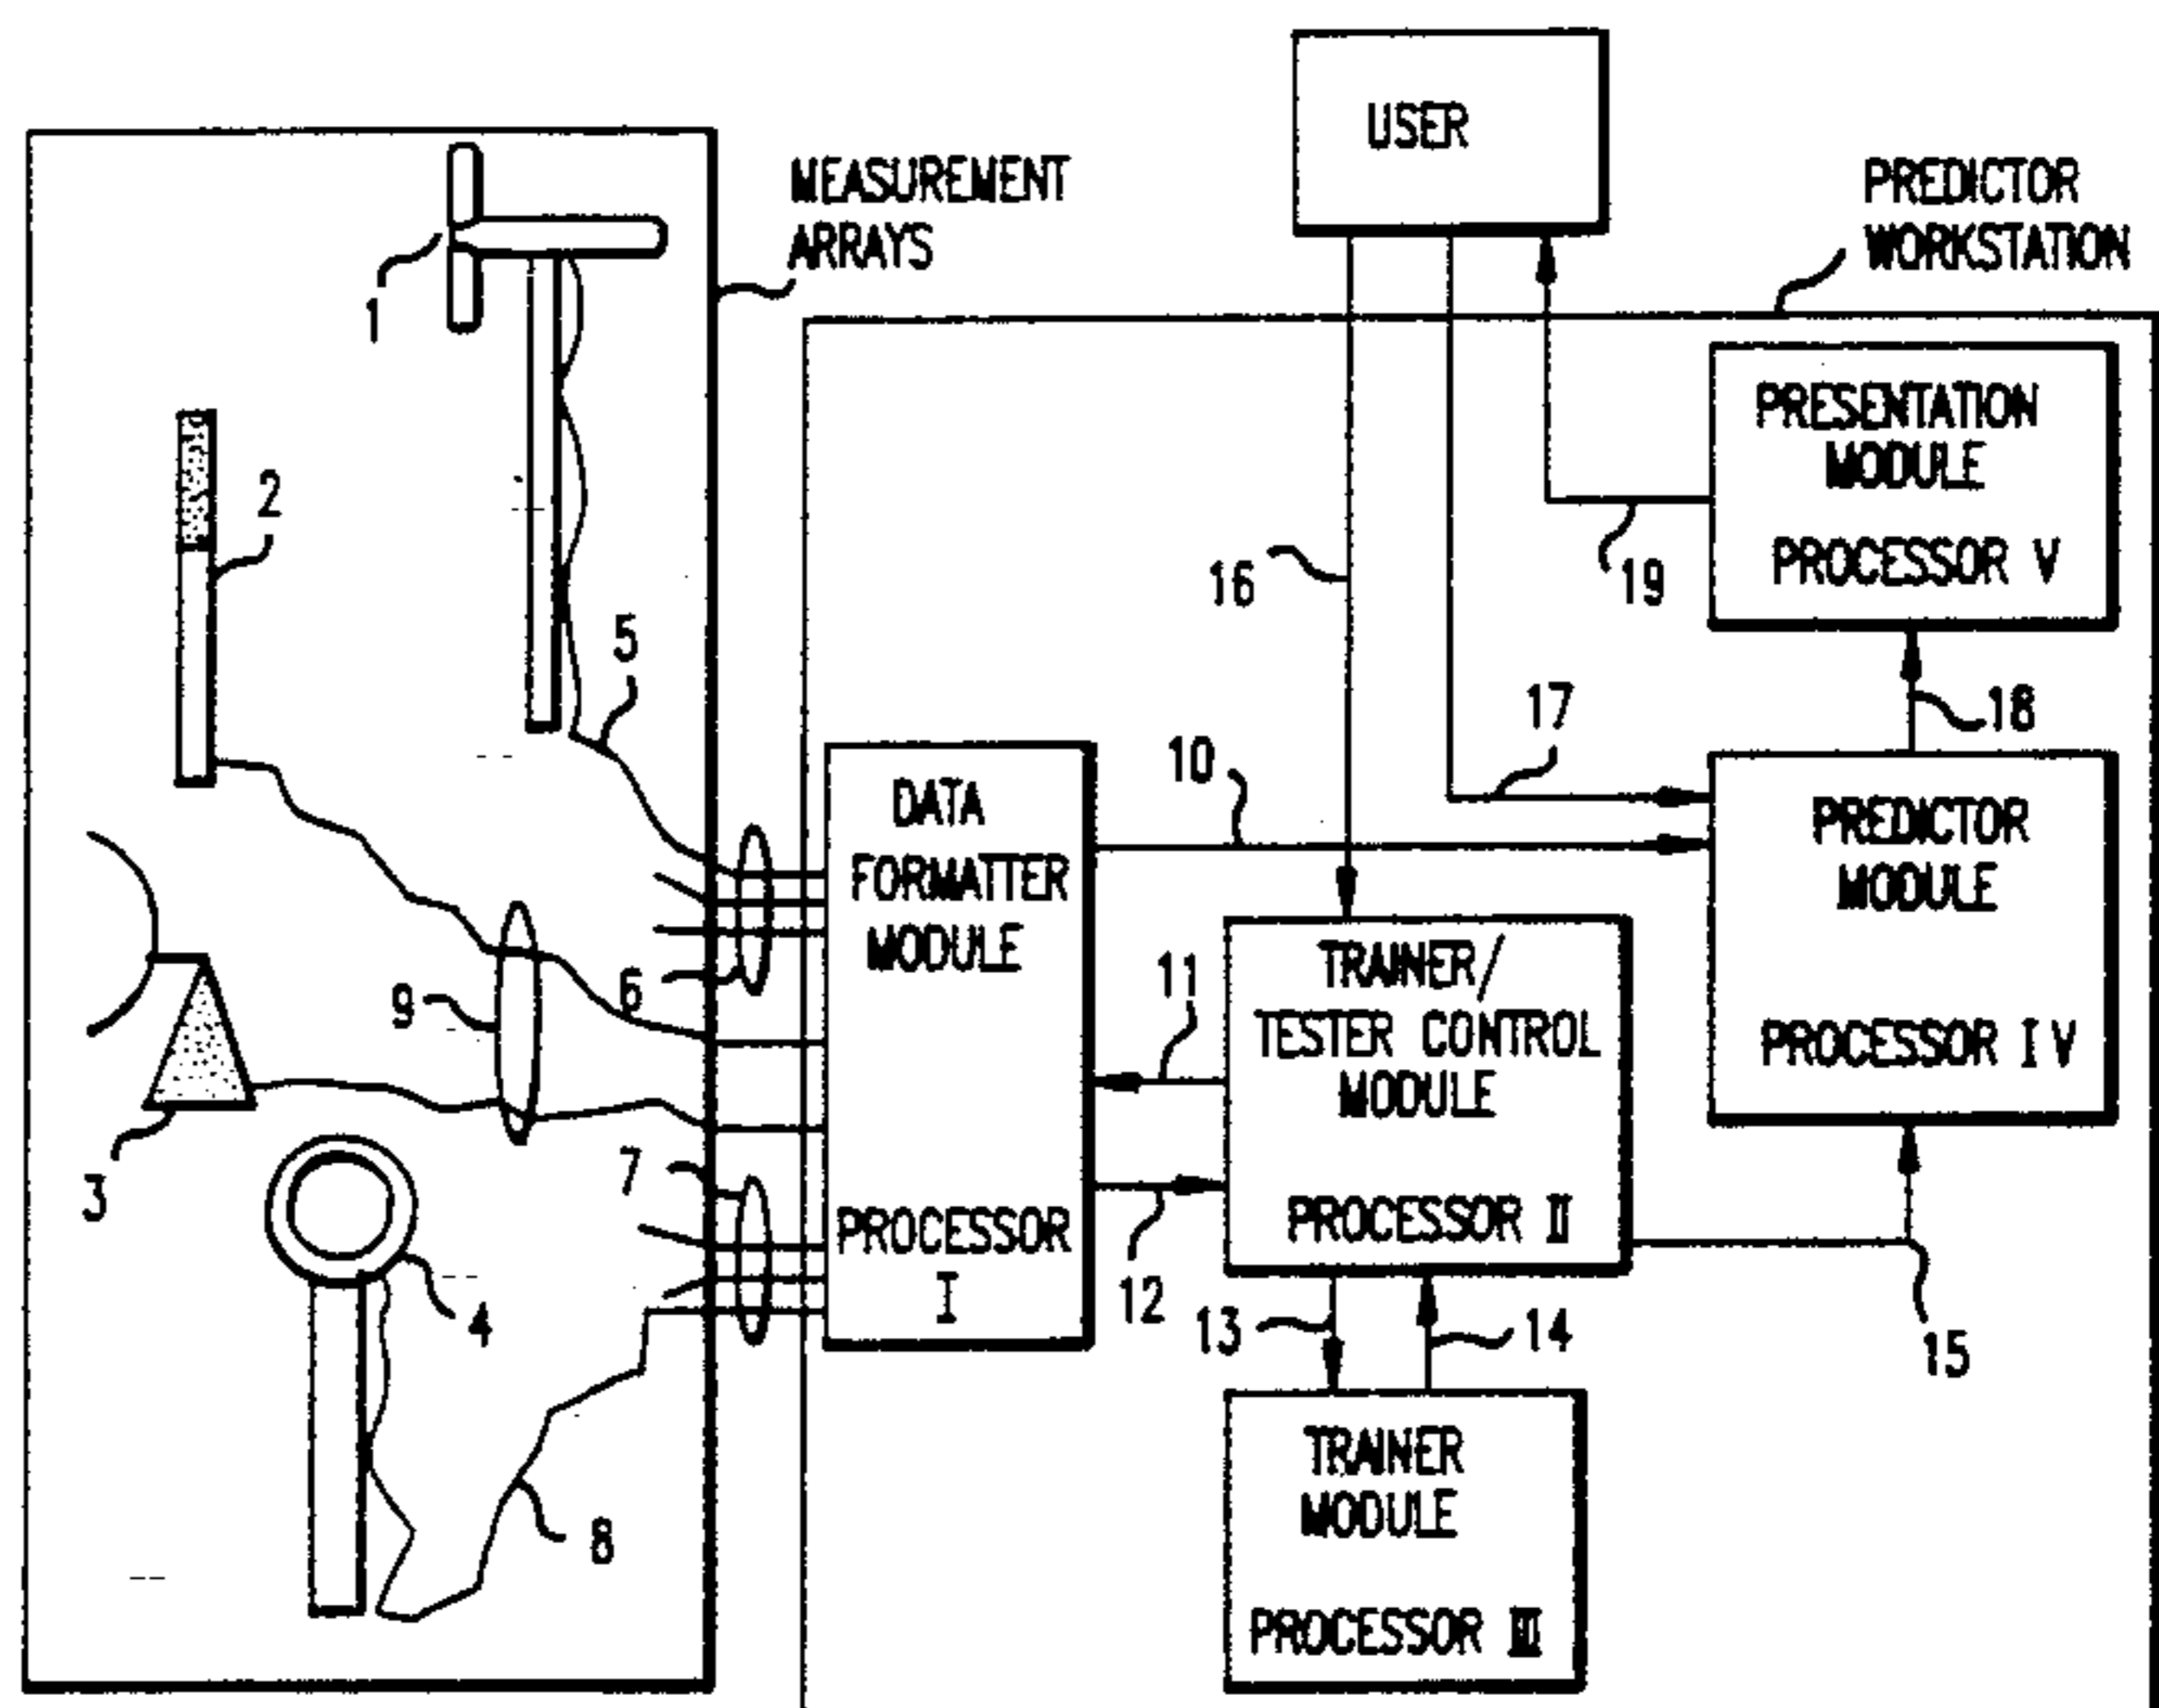 USER
MEASUREMENT
ARRAYS
PREDICTOR
WORKSTATION
1
2
5
PRESENTATION
MODULE
PROCESSOR V
16
19
17
18
10
DATA
FORMATTER
MODULE
PROCESSOR
I
PREDICTOR
MODULE
PROCESSOR IV
6
9
11
TRAINER/
TESTER CONTROL
MODULE
PROCESSOR II
3
7
4
12
13
14
15
8
TRAINER
MODULE
PROCESSOR III